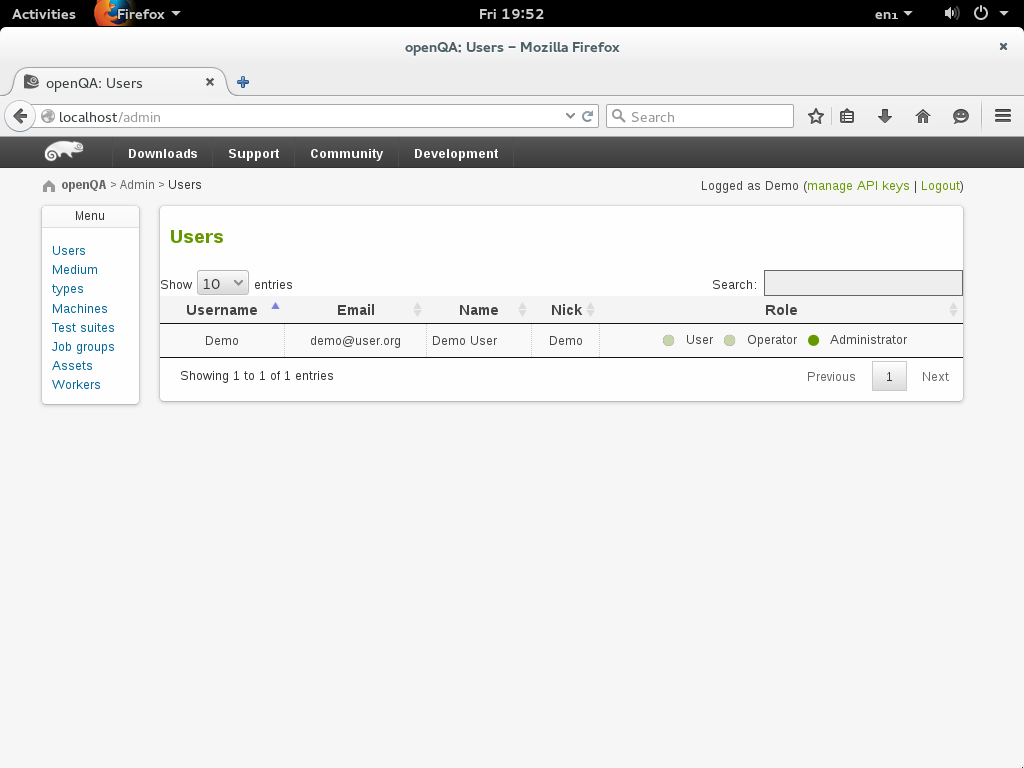 Activities Firefox Fri 19:52 en₁
openQA: Users – Mozilla Firefox
openQA: Users
localhost/admin Search
Downloads Support Community Development
openQA > Admin > Users Logged as Demo (manage API keys | Logout)
Menu
Users
Medium
types
Machines
Test suites
Job groups
Assets
Workers
Users
Show 10 entries Search:
Username Email Name Nick Role
Demo demo@user.org Demo User Demo User Operator Administrator
Showing 1 to 1 of 1 entries Previous 1 Next